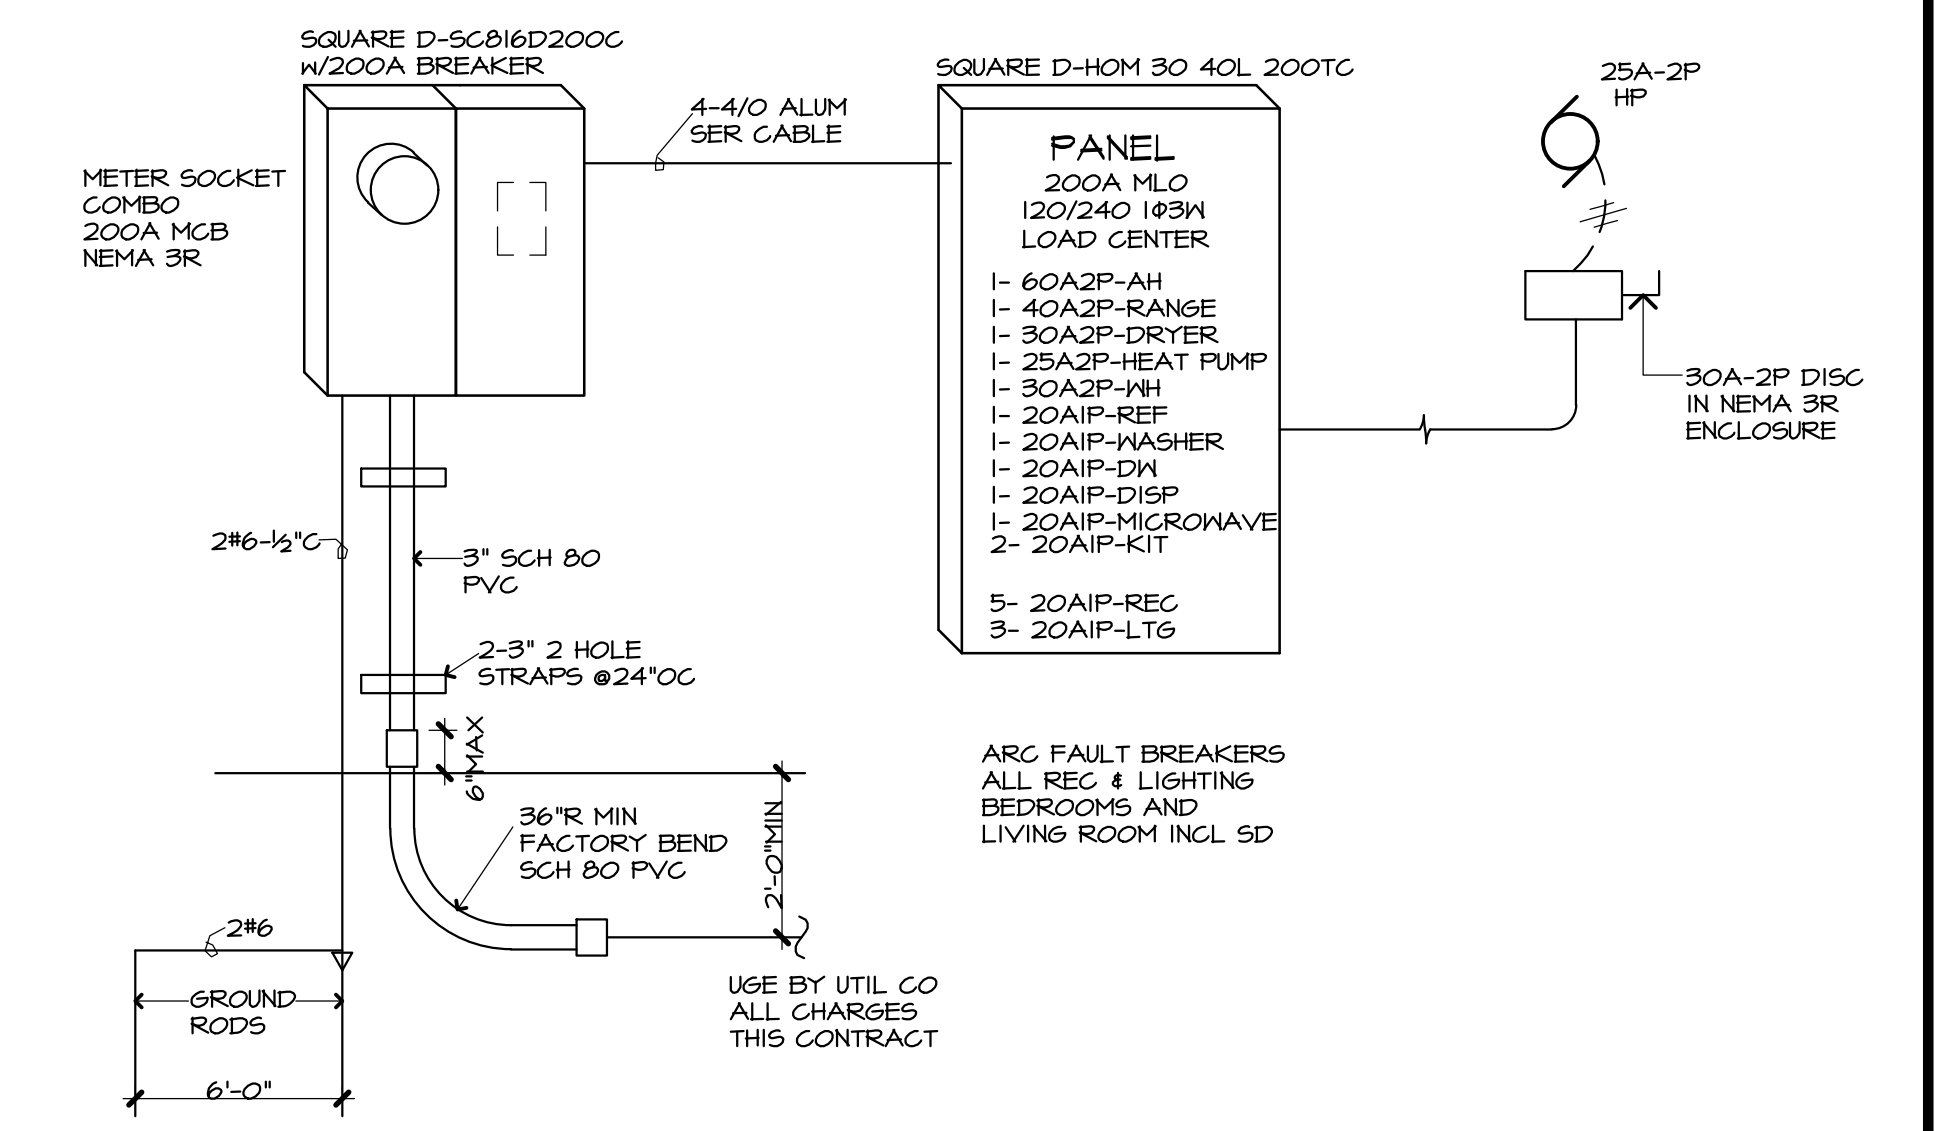 SQUARE D-SC816D200C
W/200A BREAKER
METER SOCKET
COMBO
200A MCB
NEMA 3R
4-4/0 ALUM
SER CABLE
SQUARE D-HOM 30 40L 200TC
PANEL
200A MLO
120/240 1Φ3W
LOAD CENTER
1- 60A2P-AH
1- 40A2P-RANGE
1- 30A2P-DRYER
1- 25A2P-HEAT PUMP
1- 30A2P-WH
1- 20A1P-REF
1- 20A1P-WASHER
1- 20A1P-DW
1- 20A1P-DISP
1- 20A1P-MICROWAVE
2- 20A1P-KIT
5- 20A1P-REC
3- 20A1P-LTG
25A-2P
HP
30A-2P DISC
IN NEMA 3R
ENCLOSURE
2#6-½"C
3" SCH 80
PVC
2-3" 2 HOLE
STRAPS @24"OC
6"MAX
36"R MIN
FACTORY BEND
SCH 80 PVC
2'-0"MIN
2#6
GROUND
RODS
6'-0"
UGE BY UTIL CO
ALL CHARGES
THIS CONTRACT
ARC FAULT BREAKERS
ALL REC & LIGHTING
BEDROOMS AND
LIVING ROOM INCL SD